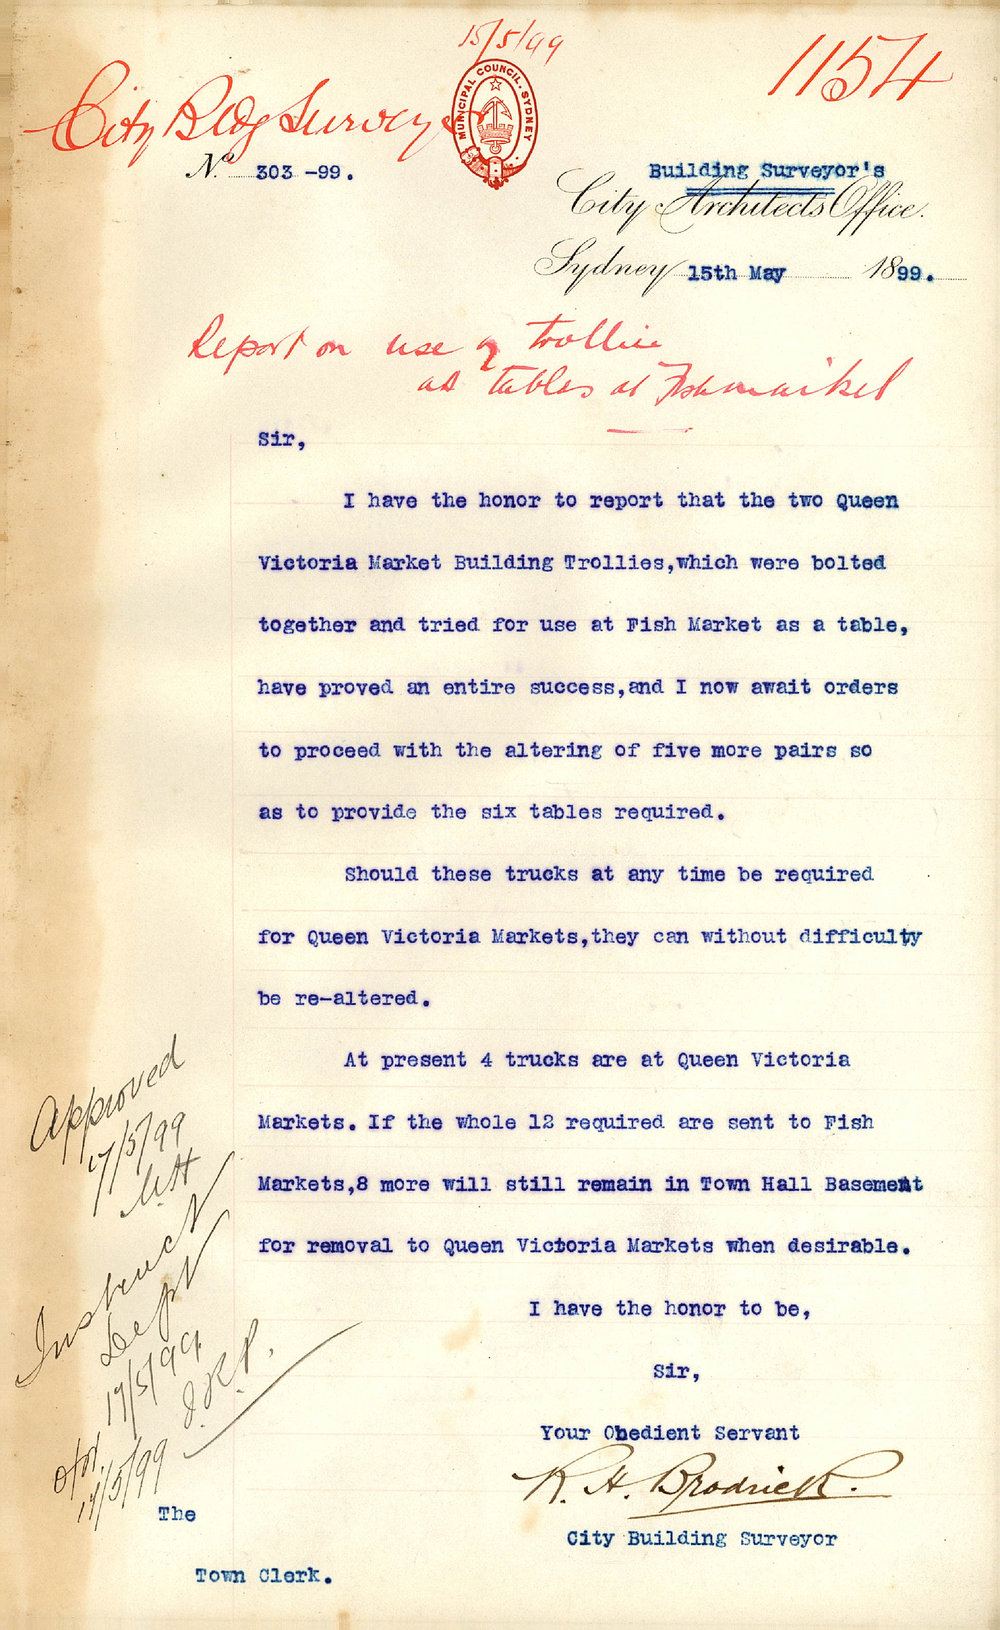 15/5/99
1154
City Bldg Surveyor
MUNICIPAL COUNCIL. SYDNEY
No. 303 -99.
Building Surveyor's
City Architects Office.
Sydney 15th May 1899.
Report on use of trollies
as tables at Fishmarket
Sir,
I have the honor to report that the two Queen
Victoria Market Building Trollies,which were bolted
together and tried for use at Fish Market as a table,
have proved an entire success,and I now await orders
to proceed with the altering of five more pairs so
as to provide the six tables required.
Should these trucks at any time be required
for Queen Victoria Markets,they can without difficulty
be re-altered.
At present 4 trucks are at Queen Victoria
Markets. If the whole 12 required are sent to Fish
Markets,8 more will still remain in Town Hall Basement
for removal to Queen Victoria Markets when desirable.
I have the honor to be,
Sir,
Your Obedient Servant
R. H. Brodrick.
City Building Surveyor
The
Town Clerk.
Approved
17/5/99
Instruct
Dept
17/5/99
17/5/99